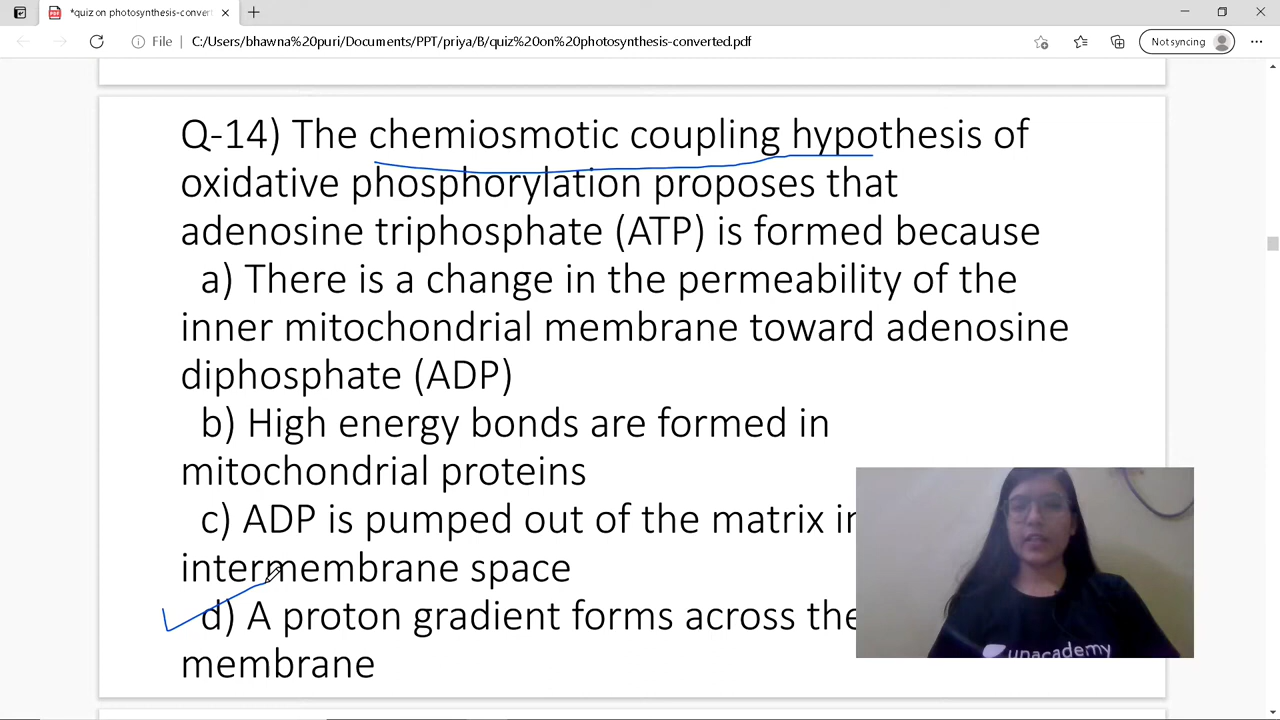 *quiz on photosynthesis-convert
File C:/Users/bhawna%20puri/Documents/PPT/priya/B/quiz%20on%20photosynthesis-converted.pdf Not syncing
Q-14) The chemiosmotic coupling hypothesis of
oxidative phosphorylation proposes that
adenosine triphosphate (ATP) is formed because
a) There is a change in the permeability of the
inner mitochondrial membrane toward adenosine
diphosphate (ADP)
b) High energy bonds are formed in
mitochondrial proteins
c) ADP is pumped out of the matrix in
intermembrane space
d) A proton gradient forms across the
membrane
unacademy